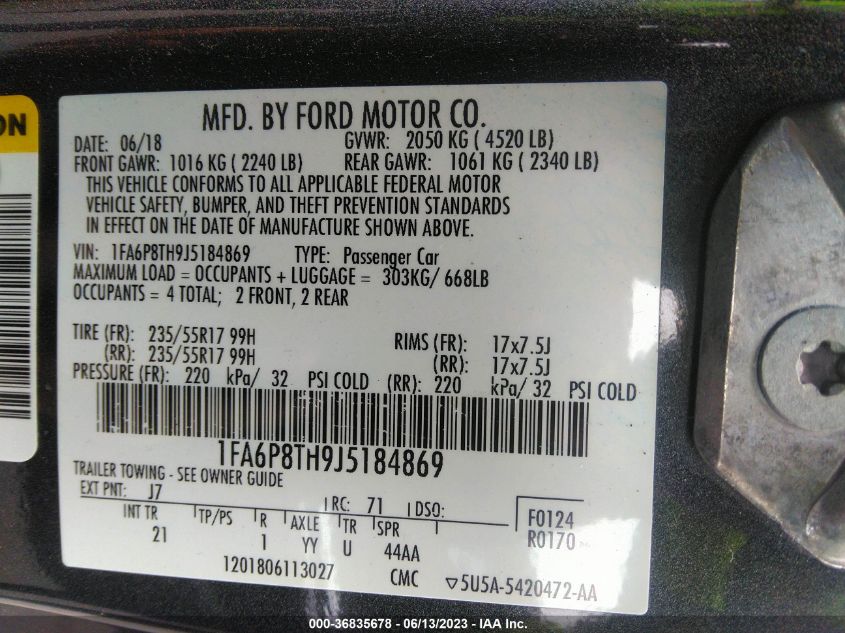 ON
MFD. BY FORD MOTOR CO.
DATE: 06/18 GVWR: 2050 KG ( 4520 LB)
FRONT GAWR: 1016 KG ( 2240 LB) REAR GAWR: 1061 KG ( 2340 LB)
THIS VEHICLE CONFORMS TO ALL APPLICABLE FEDERAL MOTOR
VEHICLE SAFETY, BUMPER, AND THEFT PREVENTION STANDARDS
IN EFFECT ON THE DATE OF MANUFACTURE SHOWN ABOVE.
VIN: 1FA6P8TH9J5184869 TYPE: Passenger Car
MAXIMUM LOAD = OCCUPANTS + LUGGAGE = 303KG/ 668LB
OCCUPANTS = 4 TOTAL; 2 FRONT, 2 REAR
TIRE (FR): 235/55R17 99H RIMS (FR): 17x7.5J
(RR): 235/55R17 99H (RR): 17x7.5J
PRESSURE (FR): 220 kPa/ 32 PSI COLD (RR): 220 kPa/ 32 PSI COLD
1FA6P8TH9J5184869
TRAILER TOWING - SEE OWNER GUIDE
EXT PNT: J7 RC: 71 DSO:
INT TR TP/PS R AXLE TR SPR F0124
21 1 YY U 44AA R0170
1201806113027 CMC ▽5U5A-5420472-AA
000-36835678 - 06/13/2023 - IAA Inc.